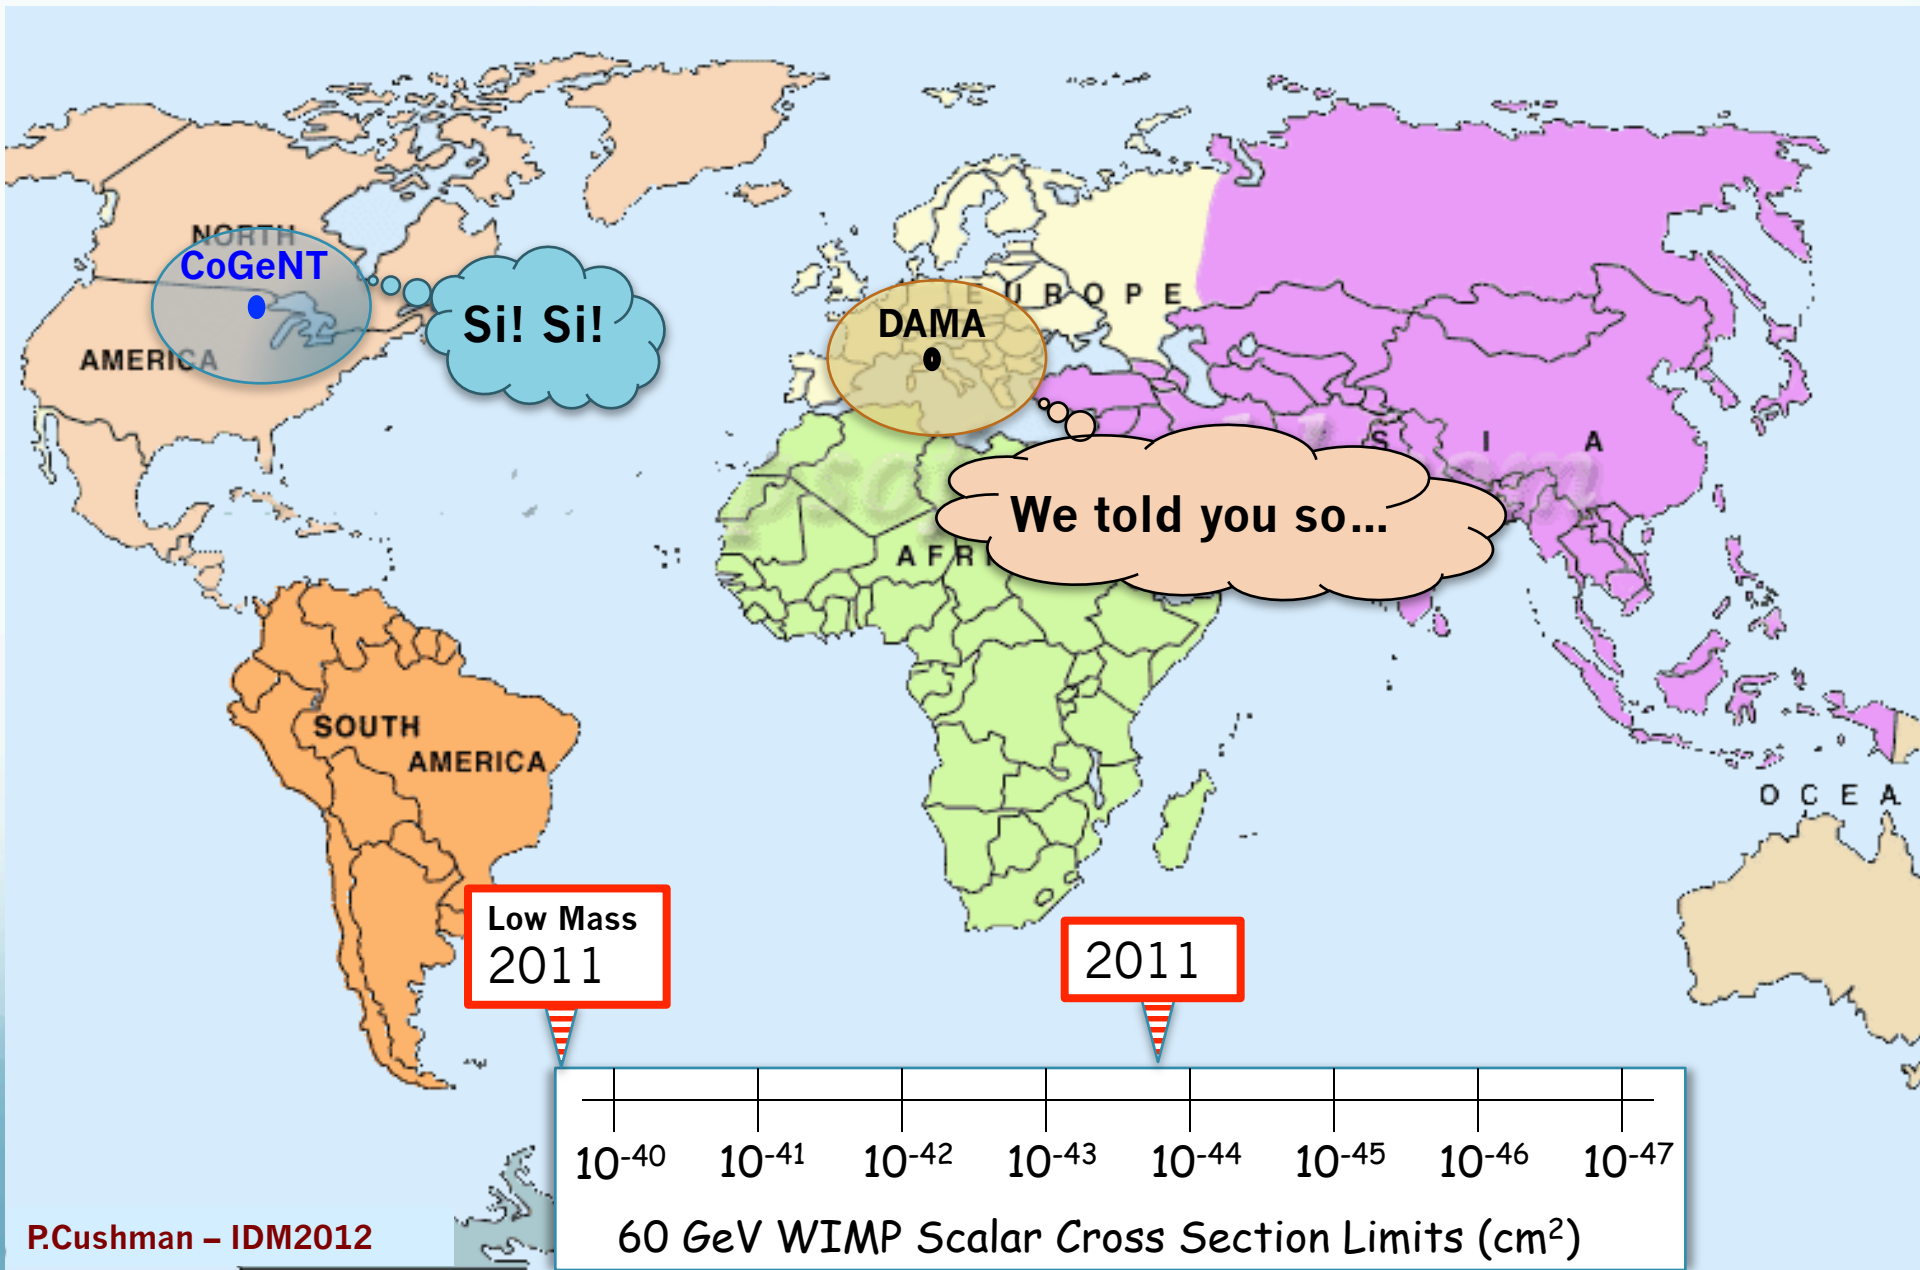 NORTH
CoGeNT
AMERICA
Si! Si!
EUROPE
DAMA
S I A
We told you so...
AFRI
SOUTH
AMERICA
OCEA
Low Mass
2011
2011
10-40 10-41 10-42 10-43 10-44 10-45 10-46 10-47
60 GeV WIMP Scalar Cross Section Limits (cm2)
P.Cushman – IDM2012